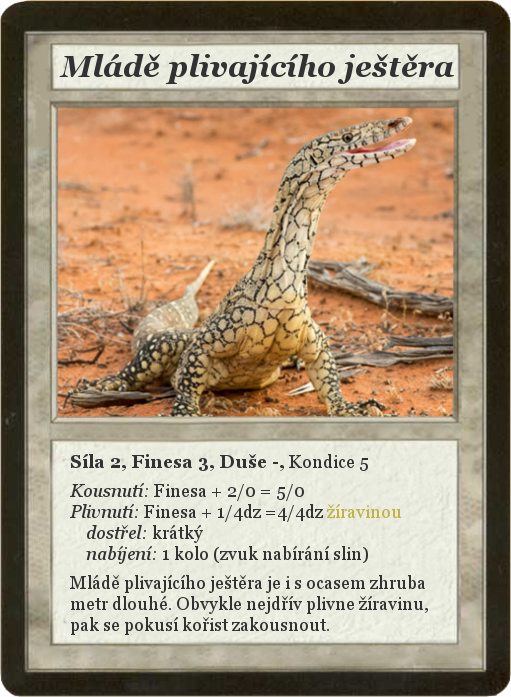 Mládě plivajícího ještěra
Síla 2, Finesa 3, Duše -, Kondice 5
Kousnutí: Finesa + 2/0 = 5/0
Plivnutí: Finesa + 1/4dz =4/4dz žíravinou
dostřel: krátký
nabíjení: 1 kolo (zvuk nabírání slin)
Mládě plivajícího ještěra je i s ocasem zhruba
metr dlouhé. Obvykle nejdřív plivne žíravinu,
pak se pokusí kořist zakousnout.